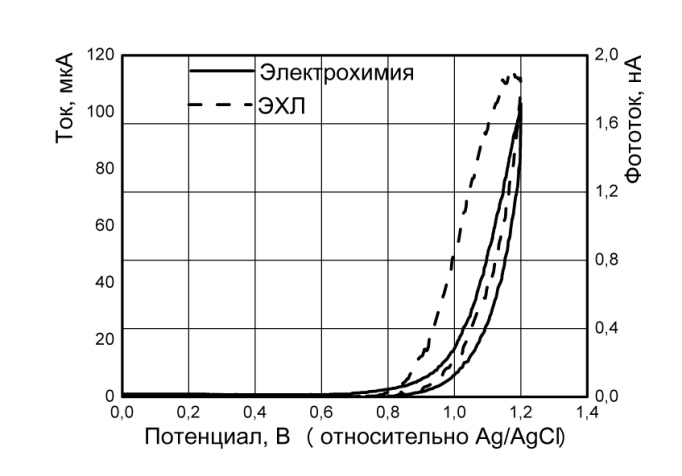 Ток, мкА
120
100
80
60
40
20
0
Электрохимия
ЭХЛ
2,0
1,6
1,2
0,8
0,4
0,0
Фототок, нА
0,0 0,2 0,4 0,6 0,8 1,0 1,2 1,4
Потенциал, В ( относительно Ag/AgCl)